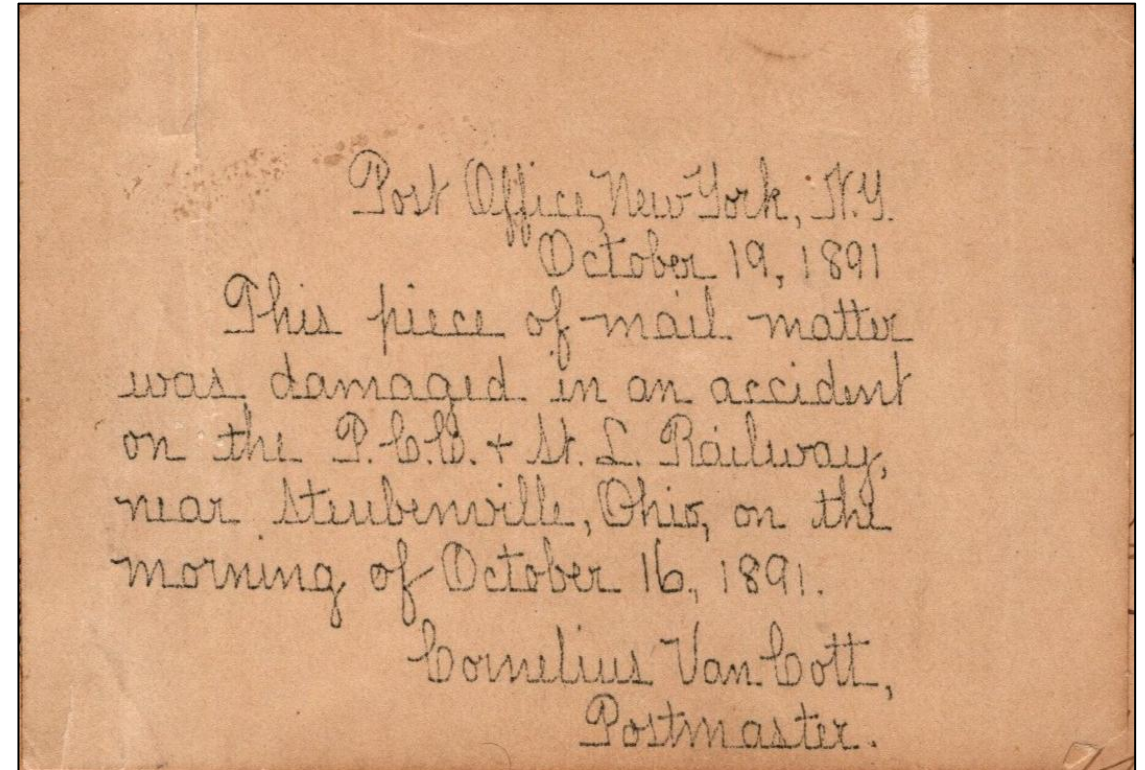 Post Office, New York, N.Y.
October 19, 1891
This piece of mail matter
was damaged in an accident
on the P.C.C. + St. L. Railway,
near Steubenville, Ohio, on the
morning of October 16, 1891.
Cornelius Van Cott,
Postmaster.